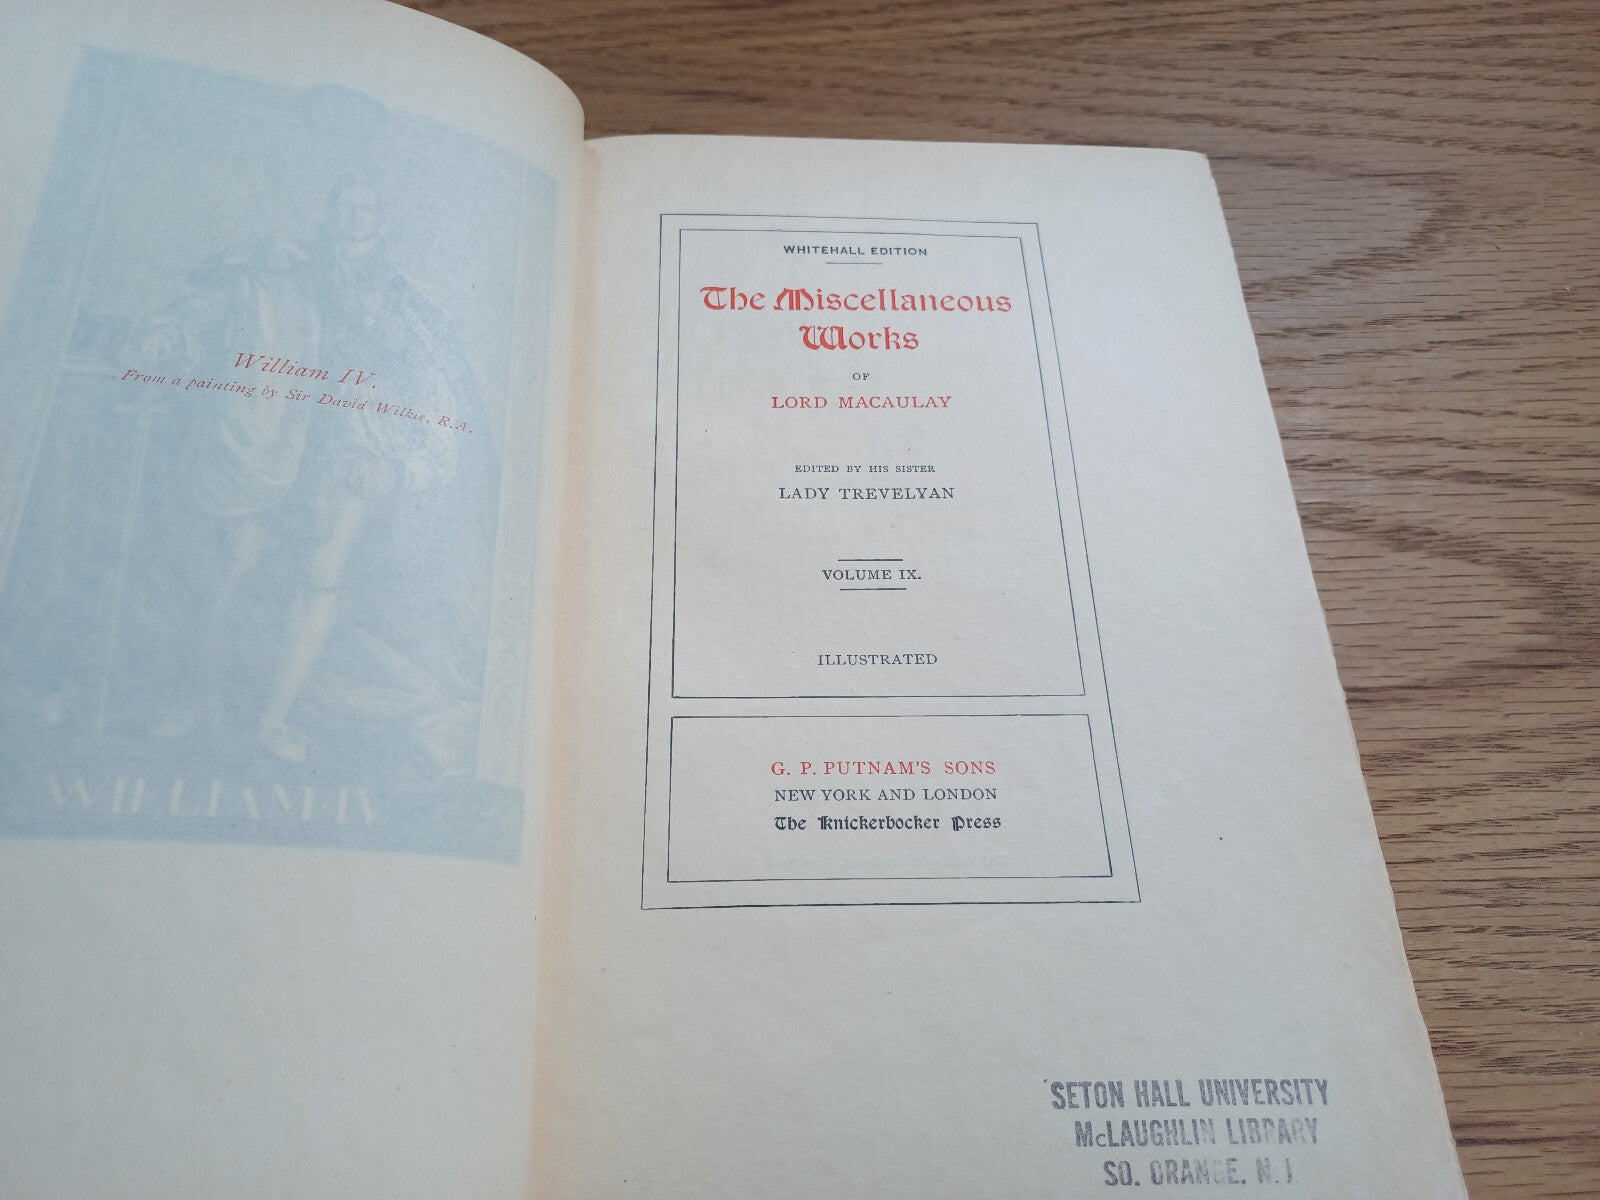 William IV.
From a painting by Sir David Wilkie, R.A.
WILLIAM·IV
WHITEHALL EDITION
The Miscellaneous
Works
OF
LORD MACAULAY
EDITED BY HIS SISTER
LADY TREVELYAN
VOLUME IX.
ILLUSTRATED
G. P. PUTNAM'S SONS
NEW YORK AND LONDON
The Knickerbocker Press
SETON HALL UNIVERSITY
McLAUGHLIN LIBRARY
SO. ORANGE, N. J.